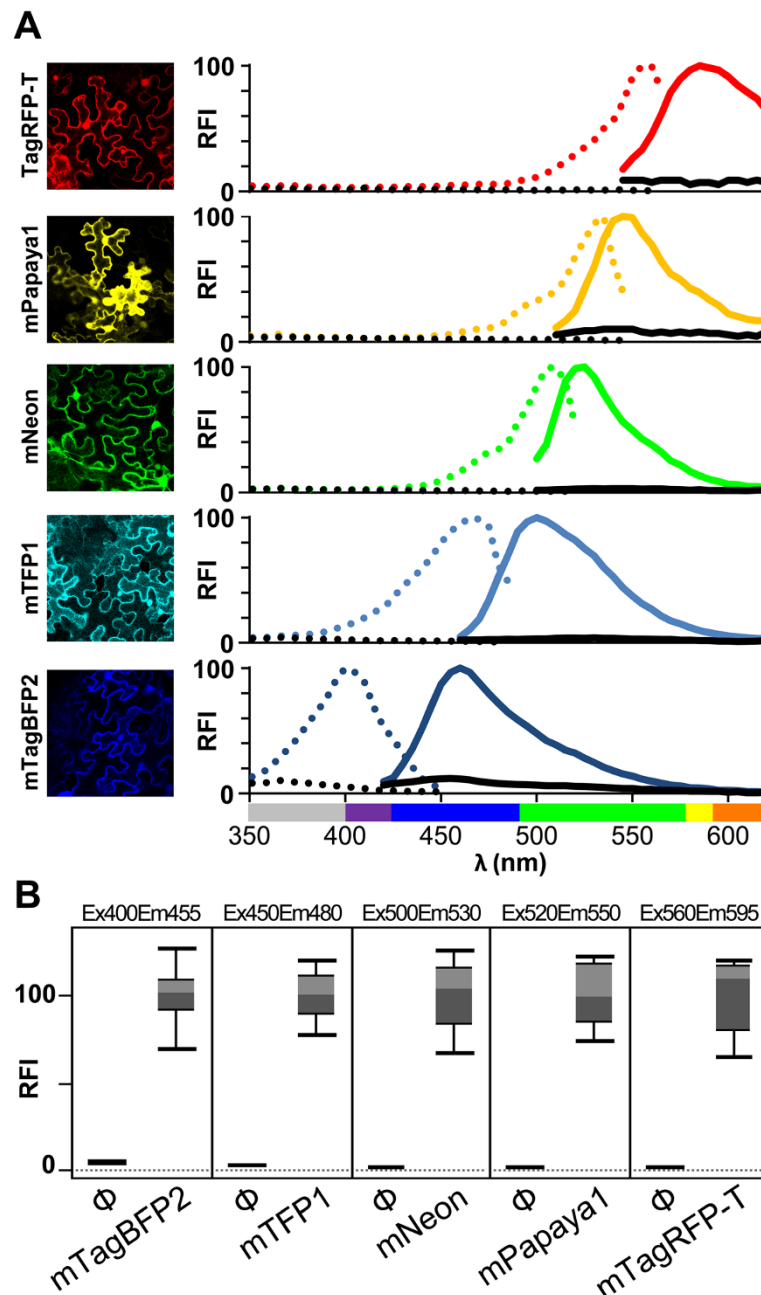 A
TagRFP-T
RFI
100
0
mPapaya1
RFI
100
0
mNeon
RFI
100
0
mTFP1
RFI
100
0
mTagBFP2
RFI
100
0
350 400 450 500 550 600
λ (nm)
B
Ex400Em455 Ex450Em480 Ex500Em530 Ex520Em550 Ex560Em595
RFI
100
0
Φ mTagBFP2 Φ mTFP1 Φ mNeon Φ mPapaya1 Φ mTagRFP-T